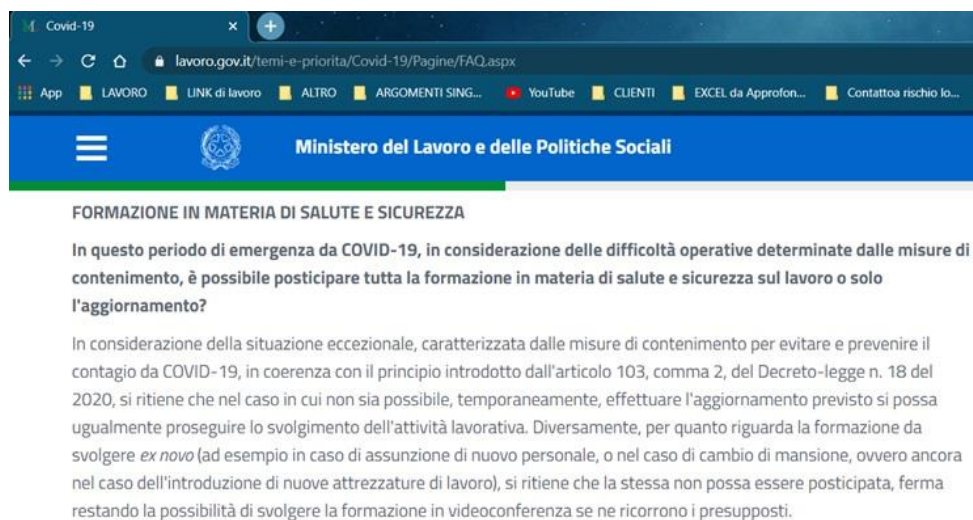 Covid-19
lavoro.gov.it/temi-e-priorita/Covid-19/Pagine/FAQ.aspx
App LAVORO LINK di lavoro ALTRO ARGOMENTI SING... YouTube CLIENTI EXCEL da Approfon... Contattoa rischio lo...
Ministero del Lavoro e delle Politiche Sociali
FORMAZIONE IN MATERIA DI SALUTE E SICUREZZA
In questo periodo di emergenza da COVID-19, in considerazione delle difficoltà operative determinate dalle misure di
contenimento, è possibile posticipare tutta la formazione in materia di salute e sicurezza sul lavoro o solo
l'aggiornamento?
In considerazione della situazione eccezionale, caratterizzata dalle misure di contenimento per evitare e prevenire il
contagio da COVID-19, in coerenza con il principio introdotto dall'articolo 103, comma 2, del Decreto-legge n. 18 del
2020, si ritiene che nel caso in cui non sia possibile, temporaneamente, effettuare l'aggiornamento previsto si possa
ugualmente proseguire lo svolgimento dell'attività lavorativa. Diversamente, per quanto riguarda la formazione da
svolgere ex novo (ad esempio in caso di assunzione di nuovo personale, o nel caso di cambio di mansione, ovvero ancora
nel caso dell'introduzione di nuove attrezzature di lavoro), si ritiene che la stessa non possa essere posticipata, ferma
restando la possibilità di svolgere la formazione in videoconferenza se ne ricorrono i presupposti.